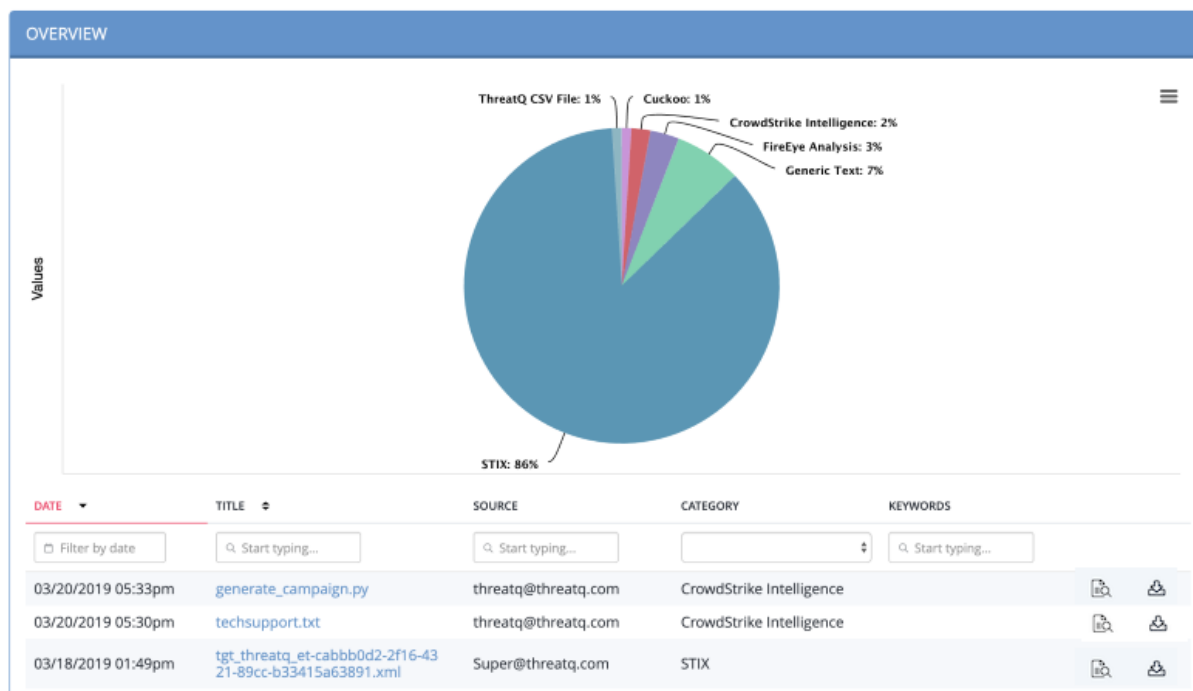 OVERVIEW
ThreatQ CSV File: 1%
Cuckoo: 1%
CrowdStrike Intelligence: 2%
FireEye Analysis: 3%
Generic Text: 7%
Values
STIX: 86%
DATE TITLE SOURCE CATEGORY KEYWORDS
Filter by date Start typing... Start typing... Start typing...
03/20/2019 05:33pm generate_campaign.py threatq@threatq.com CrowdStrike Intelligence
03/20/2019 05:30pm techsupport.txt threatq@threatq.com CrowdStrike Intelligence
03/18/2019 01:49pm tgt_threatq_et-cabbb0d2-2f16-43 Super@threatq.com STIX
21-89cc-b33415a63891.xml